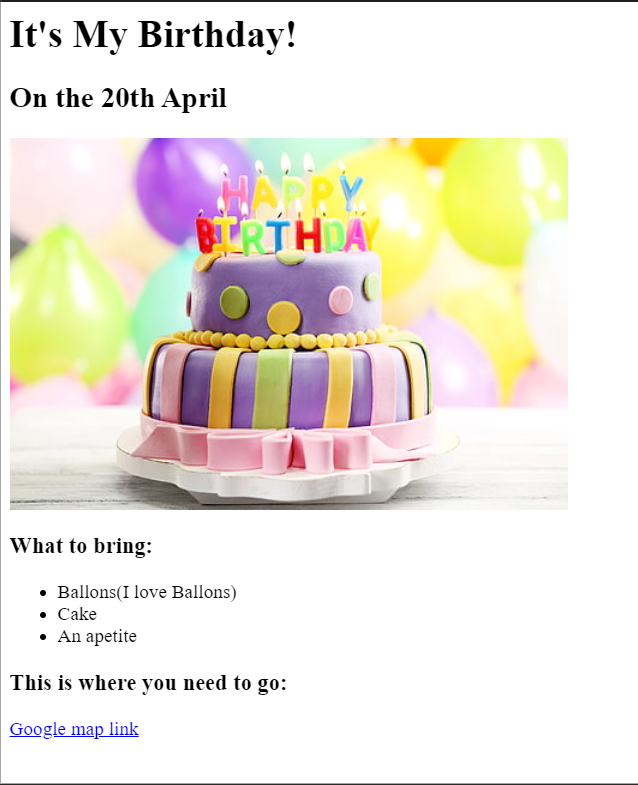 It's My Birthday!
On the 20th April
HAPPY
BIRTHDAY
What to bring:
Ballons(I love Ballons)
Cake
An apetite
This is where you need to go:
Google map link